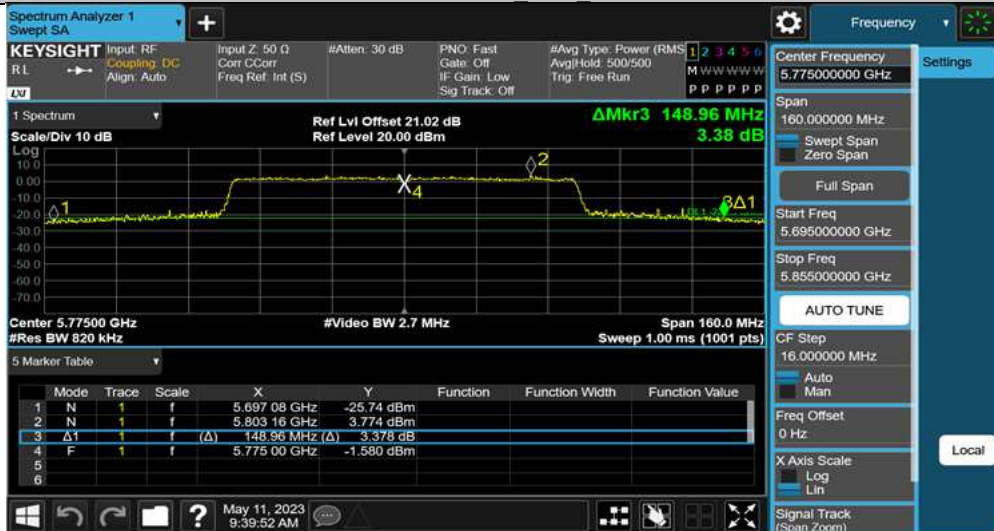 Spectrum Analyzer 1
Swept SA
Frequency
KEYSIGHT
RL
LXI
Input: RF
Coupling: DC
Align: Auto
Input Z: 50 Ω
Corr CCorr
Freq Ref: Int (S)
#Atten: 30 dB
PNO: Fast
Gate: Off
IF Gain: Low
Sig Track: Off
#Avg Type: Power (RMS
Avg|Hold: 500/500
Trig: Free Run
1 2 3 4 5 6
M W W W W W
P P P P P P
1 Spectrum
Scale/Div 10 dB
Ref Lvl Offset 21.02 dB
Ref Level 20.00 dBm
ΔMkr3 148.96 MHz
3.38 dB
Log
10.0
0.00
-10.0
-20.0
-30.0
-40.0
-50.0
-60.0
-70.0
1
2
4
3Δ1
Center 5.77500 GHz
#Res BW 820 kHz
#Video BW 2.7 MHz
Span 160.0 MHz
Sweep 1.00 ms (1001 pts)
5 Marker Table
Mode Trace Scale X Y Function Function Width Function Value
1 N 1 f 5.697 08 GHz -25.74 dBm
2 N 1 f 5.803 16 GHz 3.774 dBm
3 Δ1 1 f (Δ) 148.96 MHz (Δ) 3.378 dB
4 F 1 f 5.775 00 GHz -1.580 dBm
5
6
?
May 11, 2023
9:39:52 AM
Center Frequency
5.775000000 GHz
Span
160.000000 MHz
Swept Span
Zero Span
Full Span
Start Freq
5.695000000 GHz
Stop Freq
5.855000000 GHz
AUTO TUNE
CF Step
16.000000 MHz
Auto
Man
Freq Offset
0 Hz
X Axis Scale
Log
Lin
Signal Track
(Span Zoom)
Settings
Local